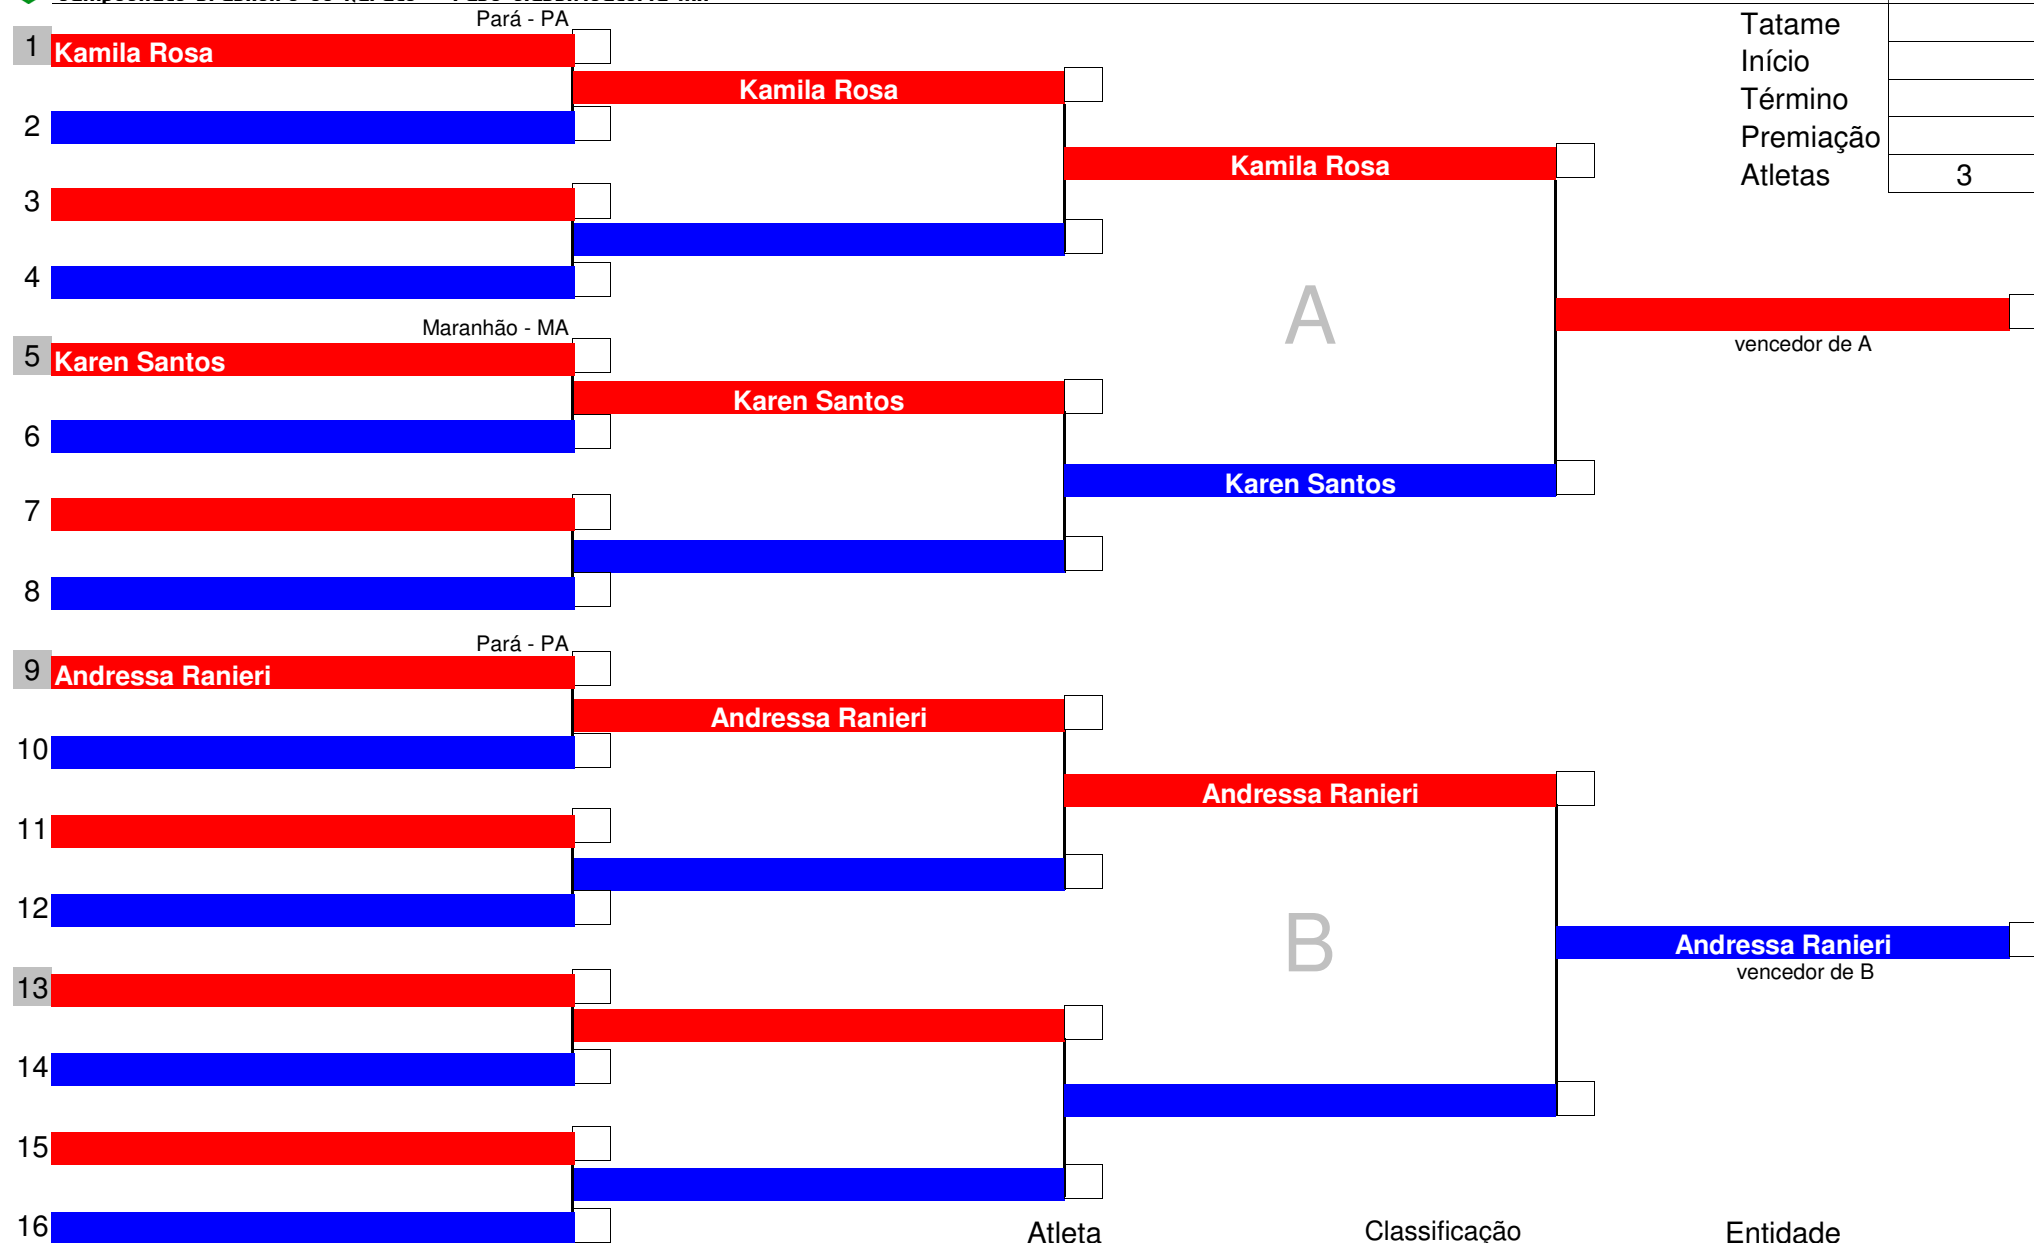 Pará - PA
Tatame
1 Kamila Rosa
Início
Kamila Rosa
Término
2
Premiação
Kamila Rosa
Atletas 3
3
4
A
Maranhão - MA
vencedor de A
5 Karen Santos
Karen Santos
6
Karen Santos
7
8
Pará - PA
9 Andressa Ranieri
Andressa Ranieri
10
Andressa Ranieri
11
12
B
Andressa Ranieri
vencedor de B
13
14
15
16
Atleta Classificação Entidade